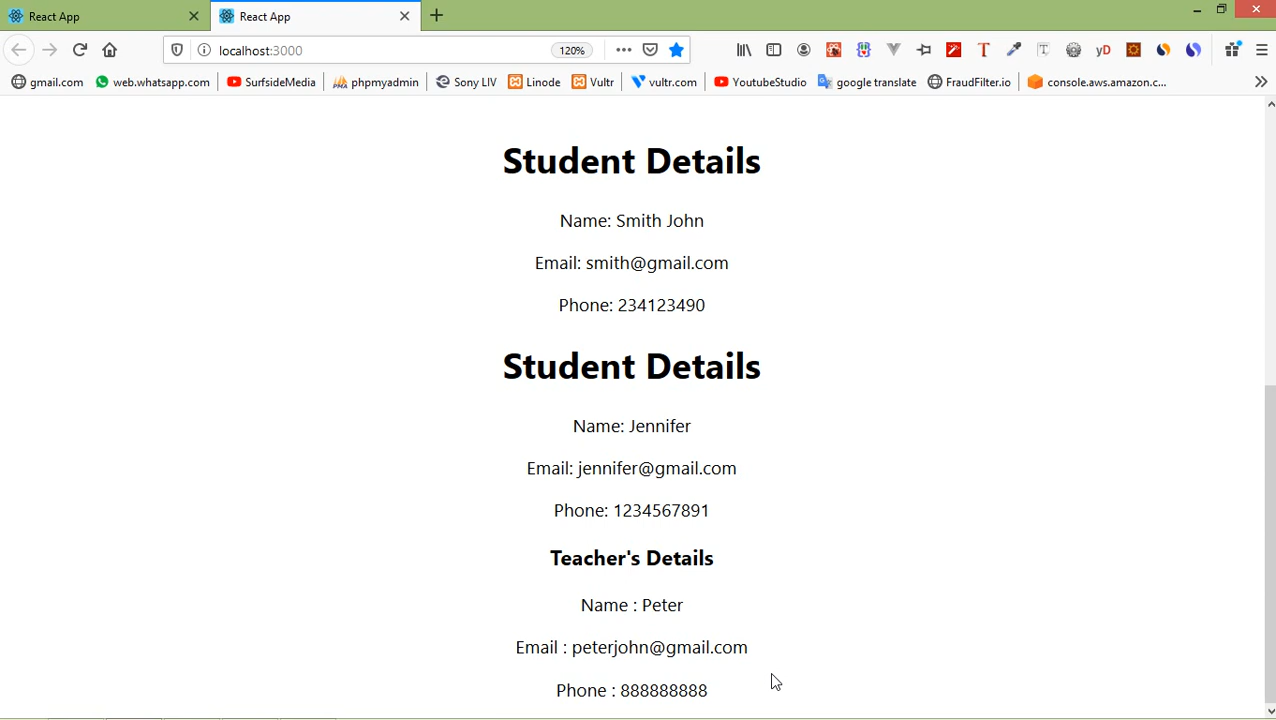 React App
React App
localhost:3000
120%
gmail.com
web.whatsapp.com
SurfsideMedia
phpmyadmin
Sony LIV
Linode
Vultr
vultr.com
YoutubeStudio
google translate
FraudFilter.io
console.aws.amazon.c...
Student Details
Name: Smith John
Email: smith@gmail.com
Phone: 234123490
Student Details
Name: Jennifer
Email: jennifer@gmail.com
Phone: 1234567891
Teacher's Details
Name : Peter
Email : peterjohn@gmail.com
Phone : 888888888